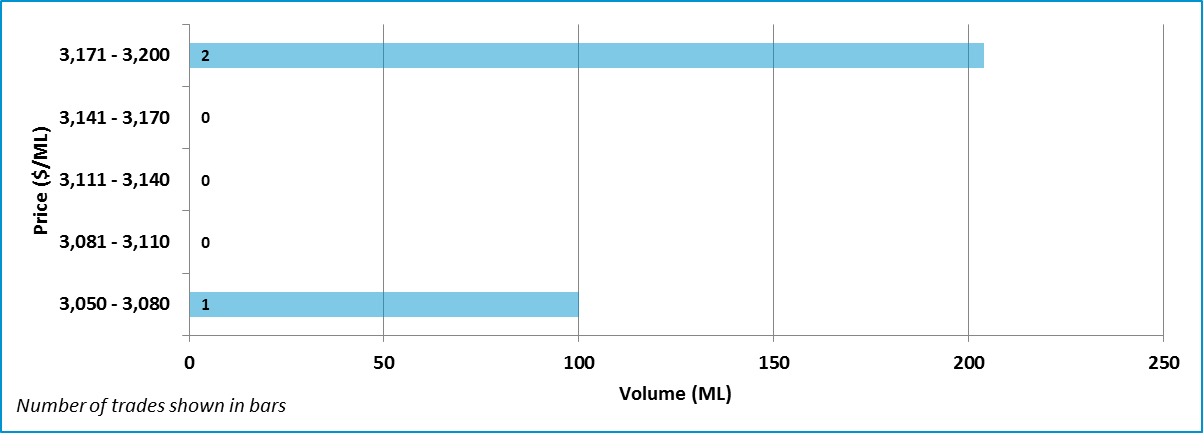 Price ($/ML)
3,171 - 3,200
2
3,141 - 3,170
0
3,111 - 3,140
0
3,081 - 3,110
0
3,050 - 3,080
1
0 50 100 150 200 250
Volume (ML)
Number of trades shown in bars